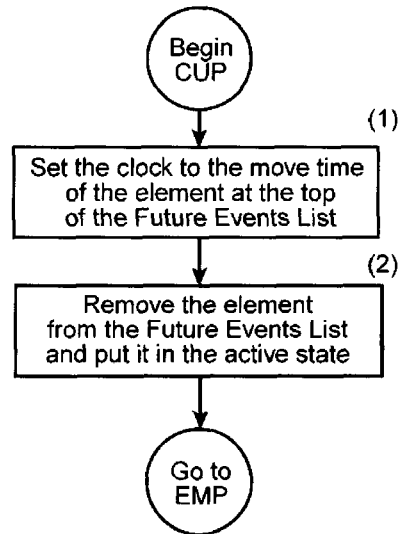 Begin
CUP
(1)
Set the clock to the move time
of the element at the top
of the Future Events List
(2)
Remove the element
from the Future Events List
and put it in the active state
Go to
EMP